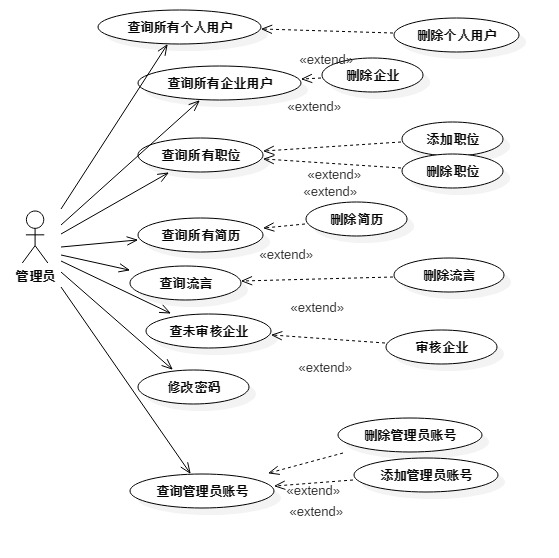 查询所有个人用户
删除个人用户
«extend»
查询所有企业用户
删除企业
«extend»
添加职位
查询所有职位
删除职位
«extend»
«extend»
删除简历
查询所有简历
«extend»
管理员
查询流言
删除流言
«extend»
查未审核企业
审核企业
«extend»
修改密码
删除管理员账号
添加管理员账号
查询管理员账号
«extend»
«extend»